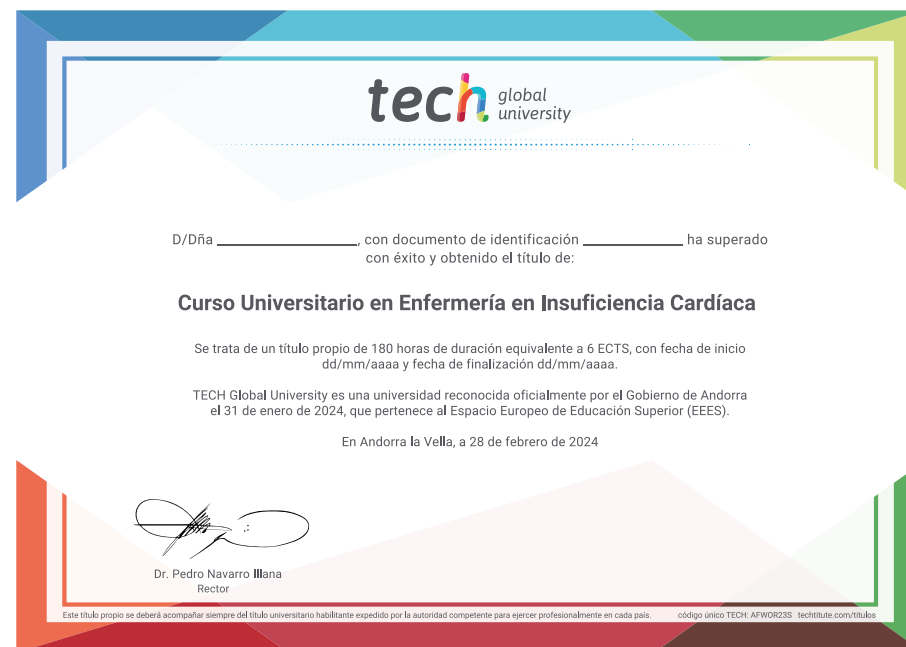 tech global university
D/Dña ____________, con documento de identificación ____________ ha superado
con éxito y obtenido el título de:
Curso Universitario en Enfermería en Insuficiencia Cardíaca
Se trata de un título propio de 180 horas de duración equivalente a 6 ECTS, con fecha de inicio
dd/mm/aaaa y fecha de finalización dd/mm/aaaa.
TECH Global University es una universidad reconocida oficialmente por el Gobierno de Andorra
el 31 de enero de 2024, que pertenece al Espacio Europeo de Educación Superior (EEES).
En Andorra la Vella, a 28 de febrero de 2024
Dr. Pedro Navarro Illana
Rector
Este título propio se deberá acompañar siempre del título universitario habilitante expedido por la autoridad competente para ejercer profesionalmente en cada país. código único TECH: AFWOR23S techtitute.com/titulos